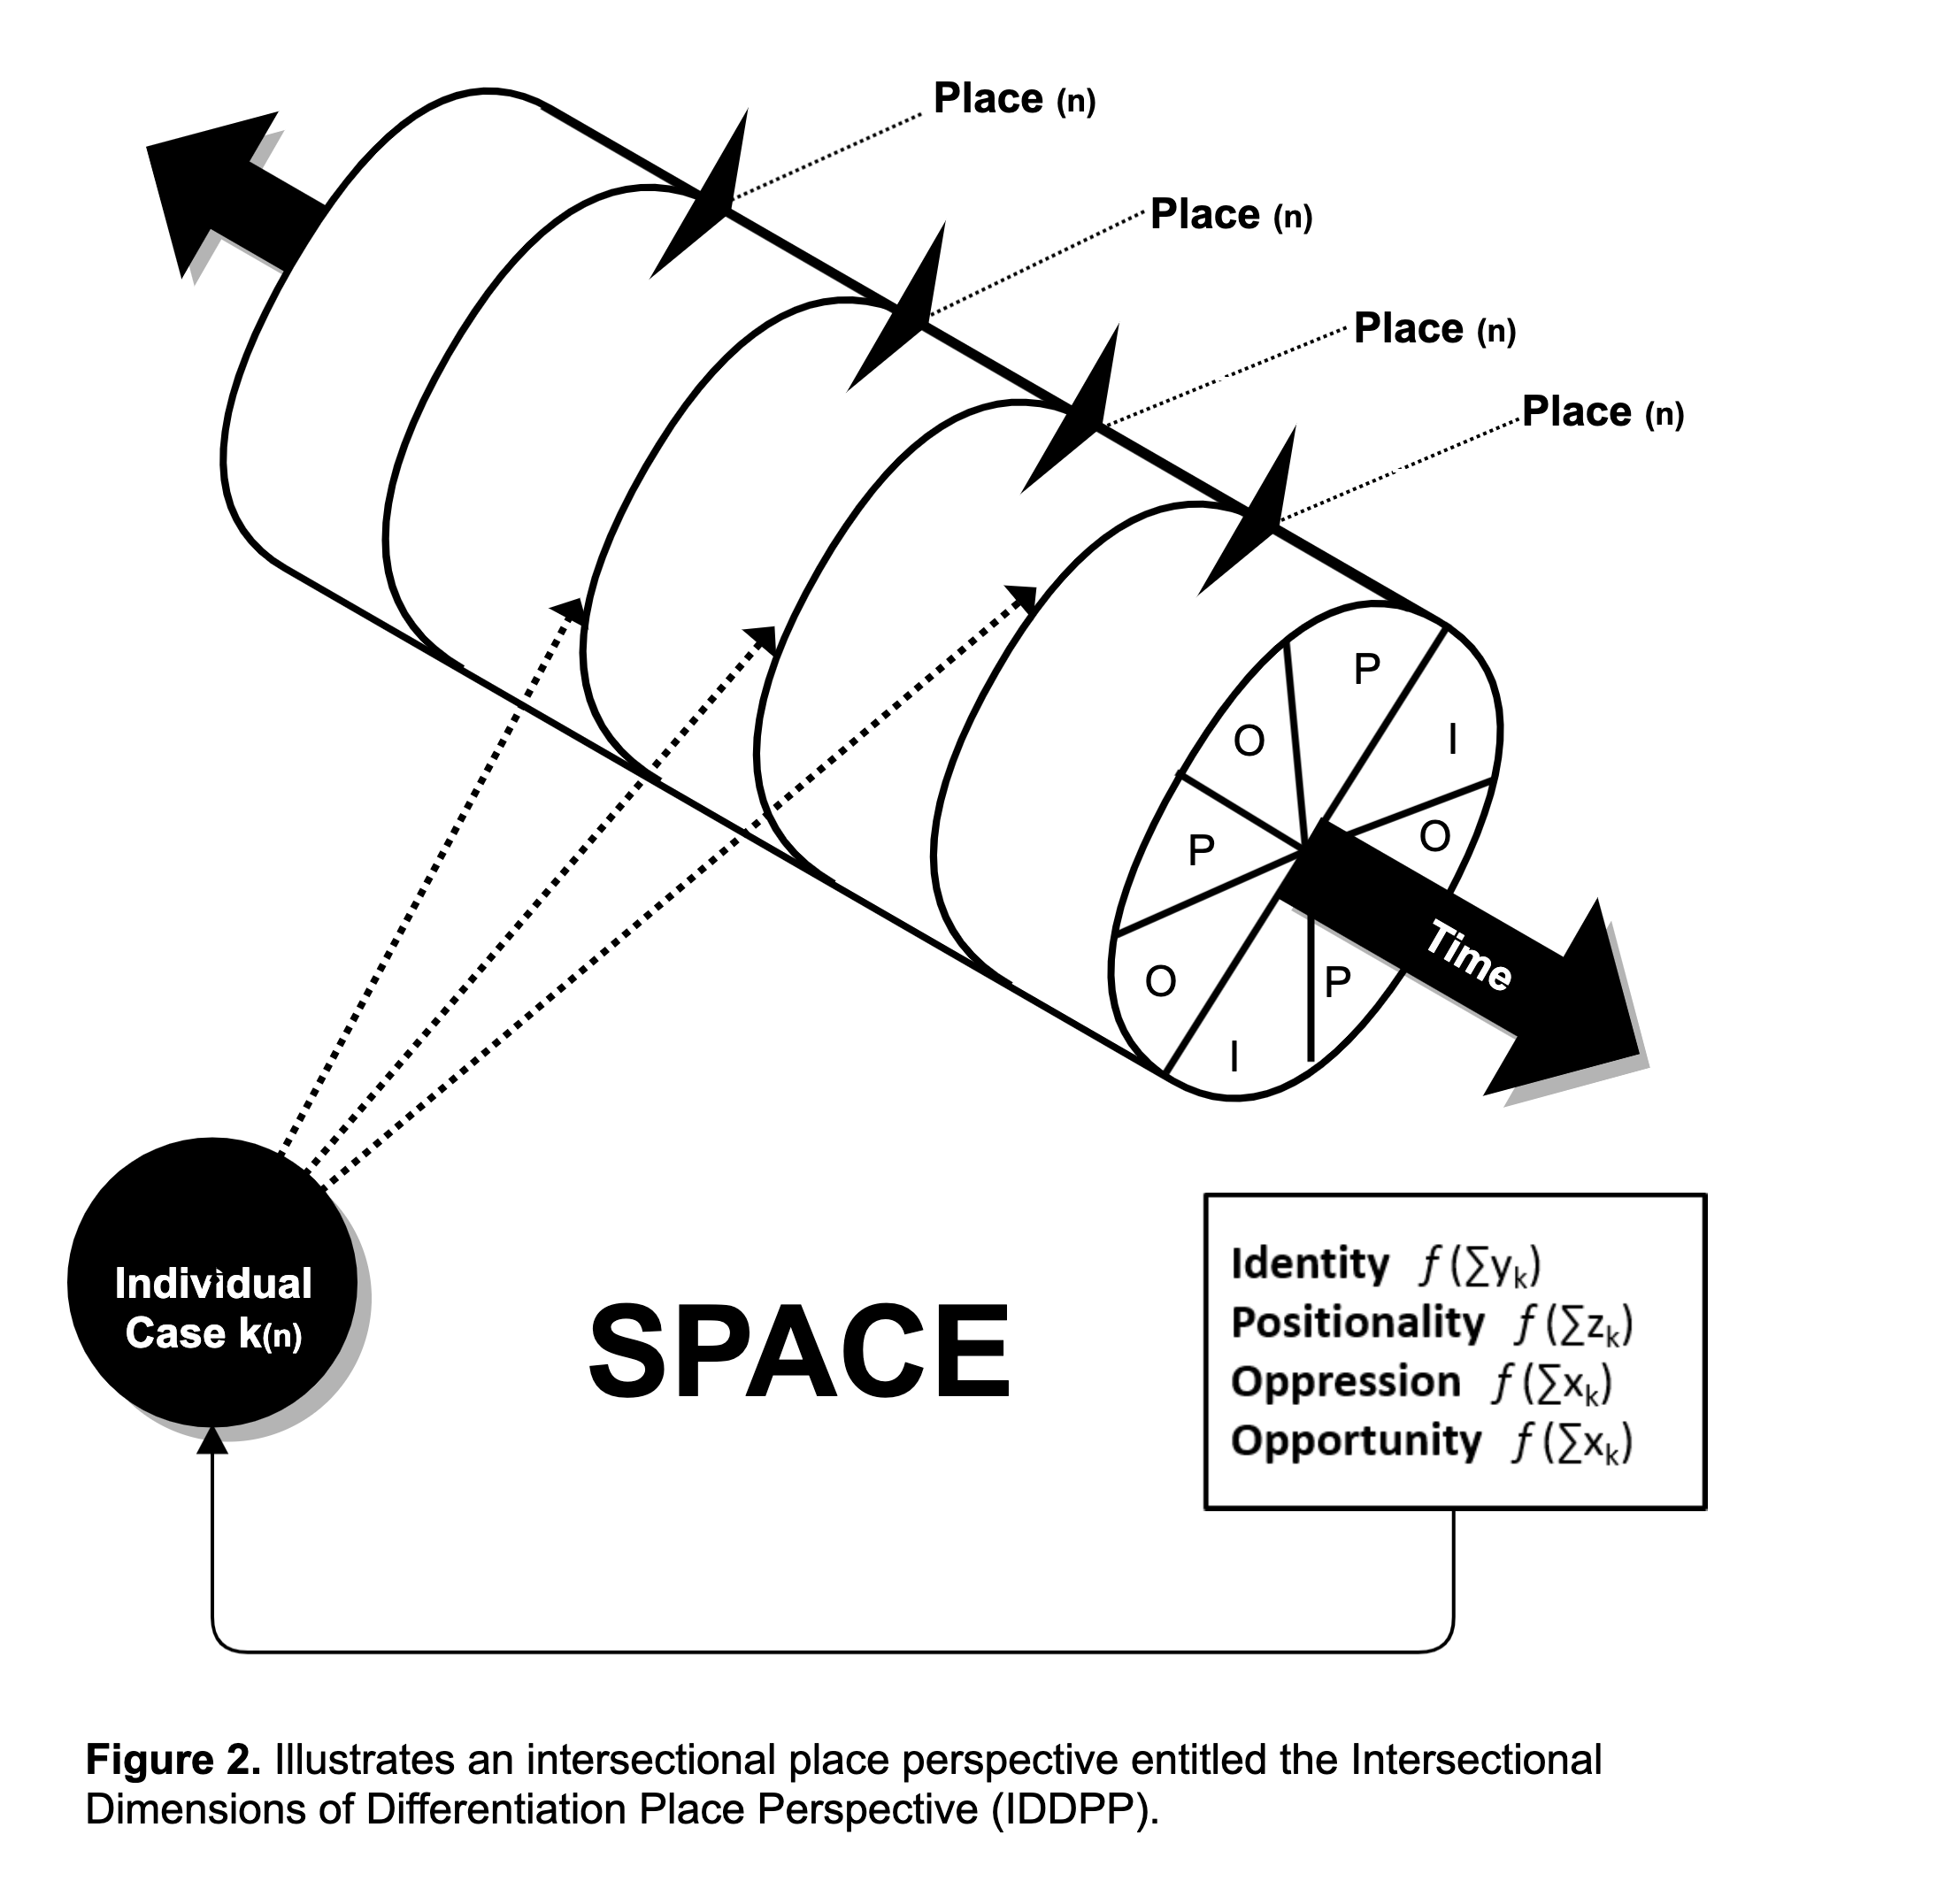 Place (n)
Place (n)
Place (n)
Place (n)
P
O
I
P
O
O
P
I
Time
Individual
Case k(n)
SPACE
Identity f (∑yk)
Positionality f (∑zk)
Oppression f (∑xk)
Opportunity f (∑xk)
Figure 2. Illustrates an intersectional place perspective entitled the Intersectional
Dimensions of Differentiation Place Perspective (IDDPP).